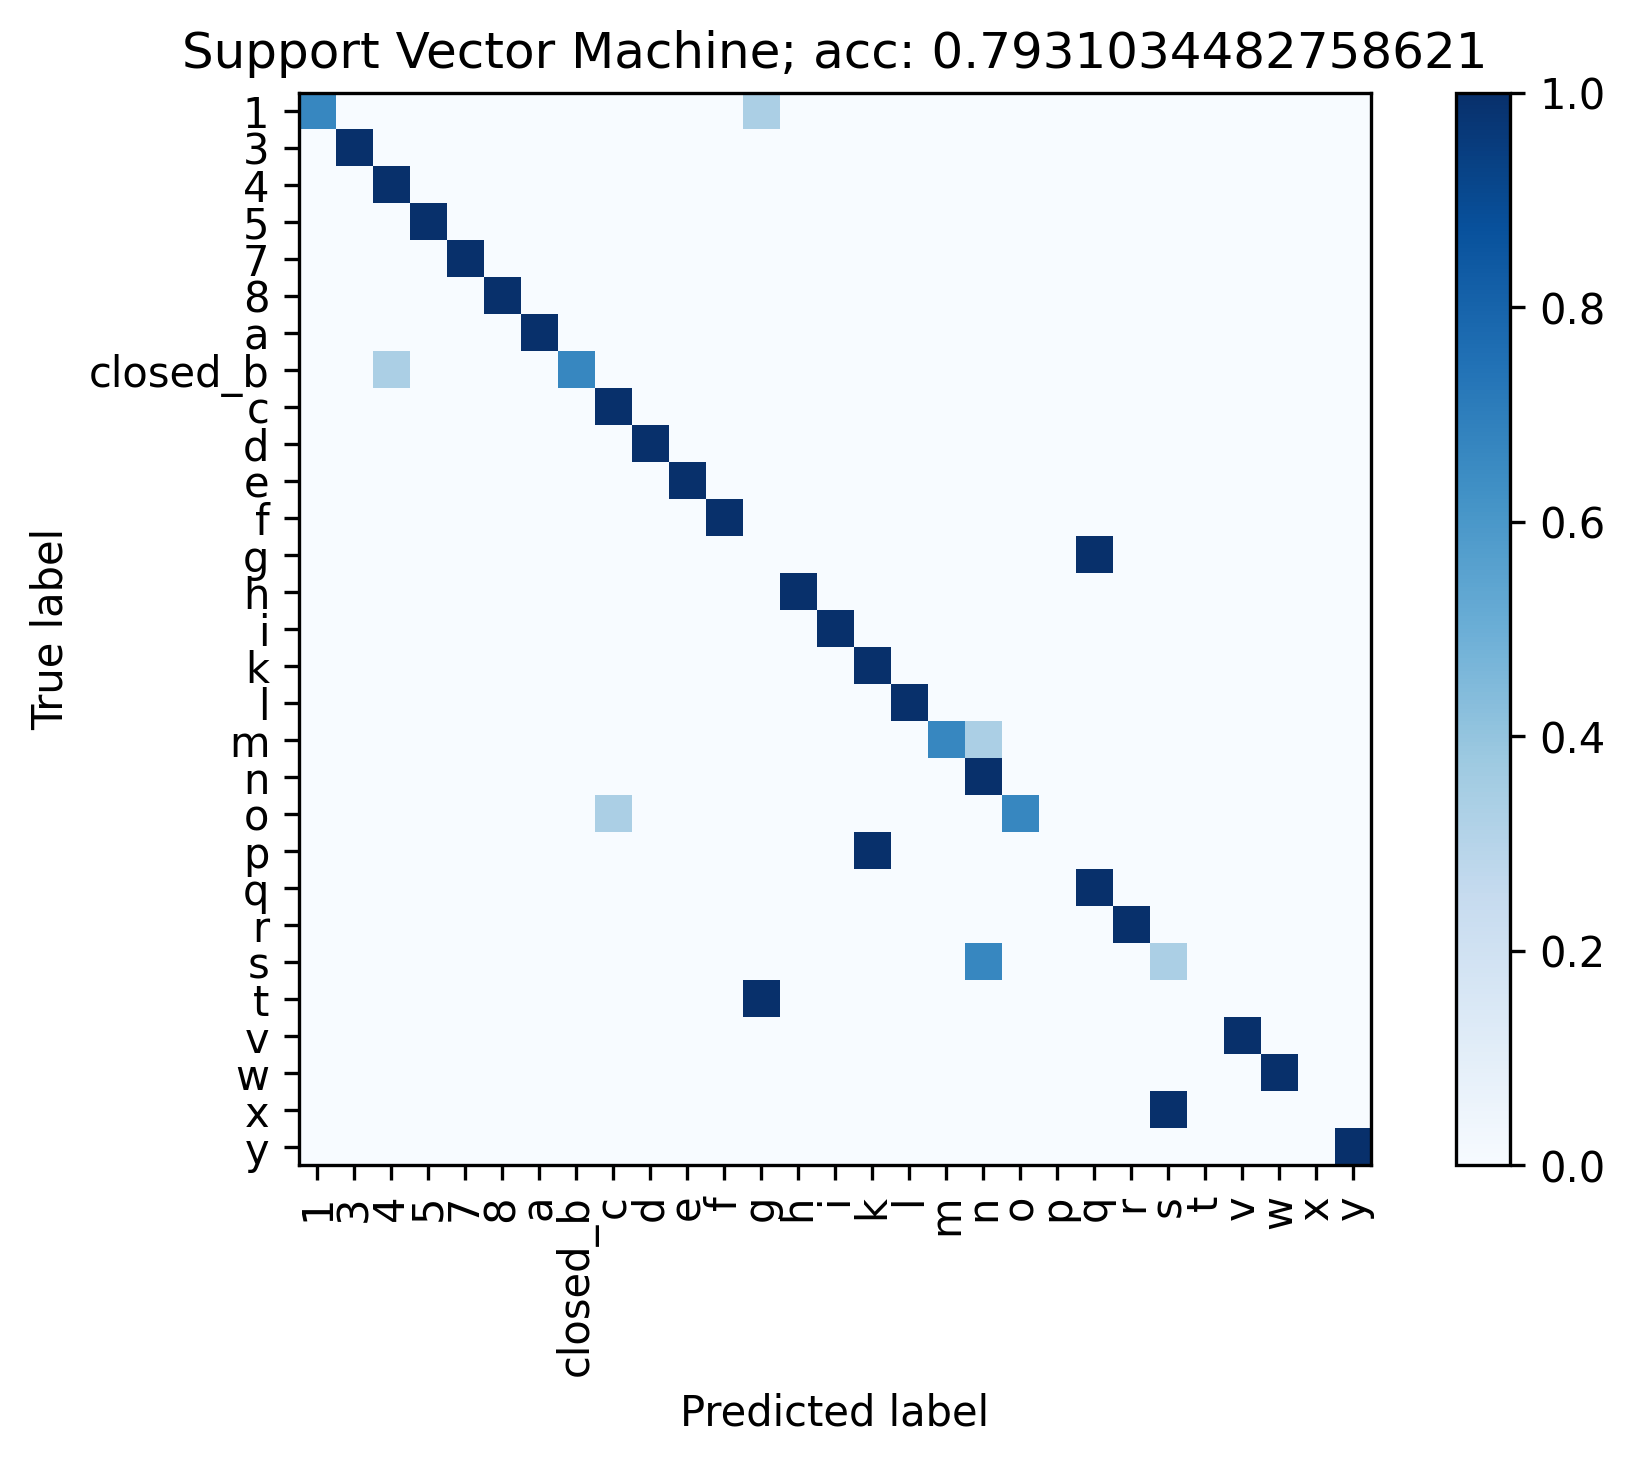 Support Vector Machine; acc: 0.7931034482758621
1
3
4
5
7
8
a
closed_b
c
d
e
f
g
h
i
k
l
m
n
o
p
q
r
s
t
v
w
x
y
True label
1 3 4 5 7 8 a closed_b c d e f g h i k l m n o p q r s t v w x y
Predicted label
1.0
0.8
0.6
0.4
0.2
0.0